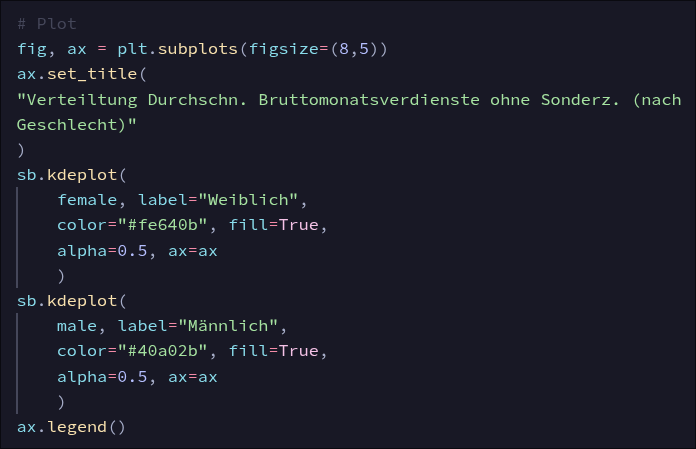 # Plot
fig, ax = plt.subplots(figsize=(8,5))
ax.set_title(
"Verteiltung Durchschn. Bruttomonatsverdienste ohne Sonderz. (nach
Geschlecht)"
)
sb.kdeplot(
    female, label="Weiblich",
    color="#fe640b", fill=True,
    alpha=0.5, ax=ax
    )
sb.kdeplot(
    male, label="Männlich",
    color="#40a02b", fill=True,
    alpha=0.5, ax=ax
    )
ax.legend()